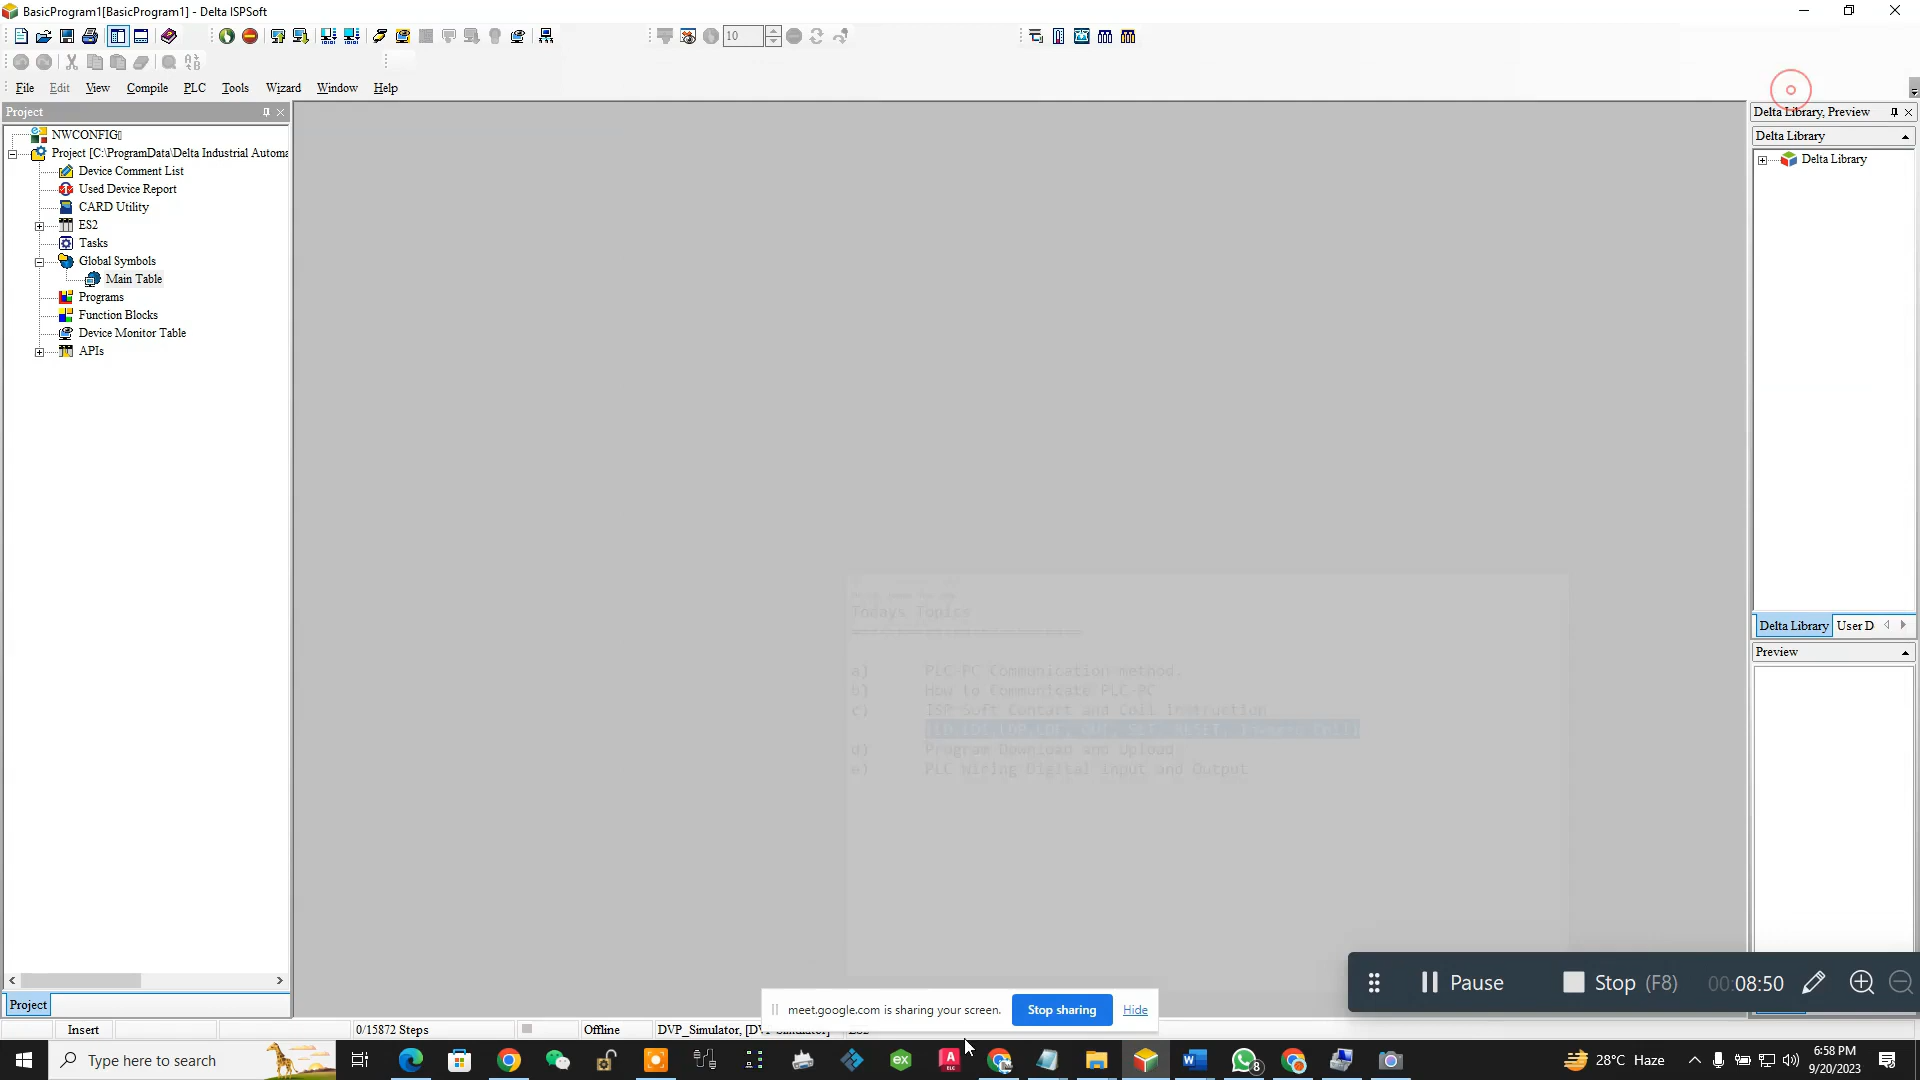 BasicProgram1[BasicProgram1] - Delta ISPSoft
10
File Edit View Compile PLC Tools Wizard Window Help
Project
NWCONFIG
Project [C:\ProgramData\Delta Industrial Automa
Device Comment List
Used Device Report
CARD Utility
ES2
Tasks
Global Symbols
Main Table
Programs
Function Blocks
Device Monitor Table
APIs
Project
Delta Library, Preview
Delta Library
Delta Library
Delta Library User D
Preview
Todays Topics
a) PLC-PC Communication method.
b) How to Communicate PLC-PC
c) ISP Soft Contact and Coil instruction
d) Program Download and Upload
e) PLC Wiring Digital input and Output
Pause Stop (F8) 00:08:50
meet.google.com is sharing your screen. Stop sharing Hide
Insert 0/15872 Steps Offline DVP_Simulator,
Type here to search
8
28°C Haze
6:58 PM
9/20/2023